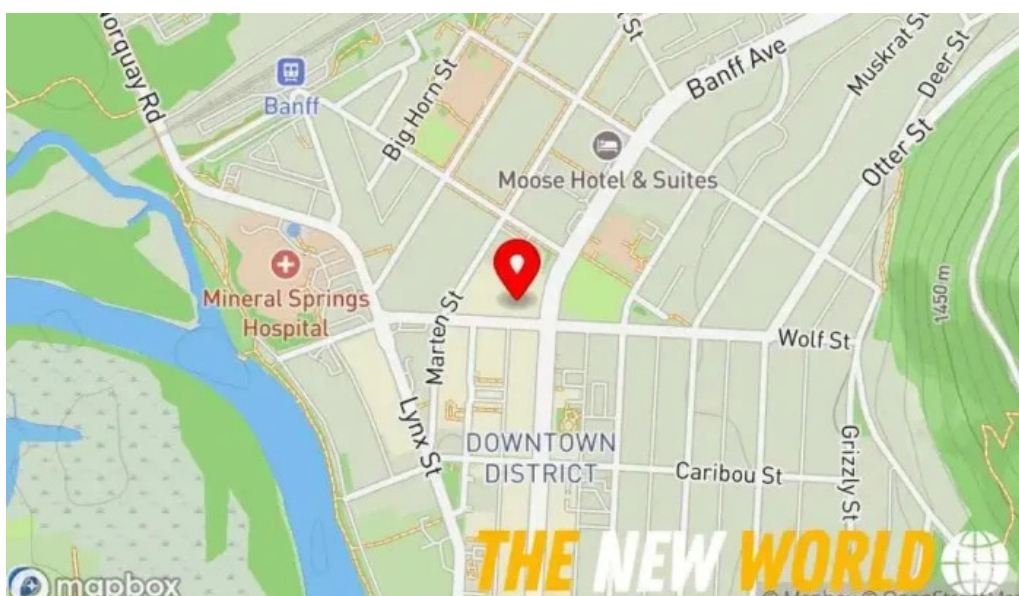 Norquay Rd
St
Banff Ave
Muskrat St
Deer St
Banff
Big Horn St
Otter St
Moose Hotel & Suites
Mineral Springs
Hospital
Marten St
1450 m
Wolf St
Lynx St
DOWNTOWN
DISTRICT
Caribou St
Grizzly St
THE NEW WORLD
mapbox